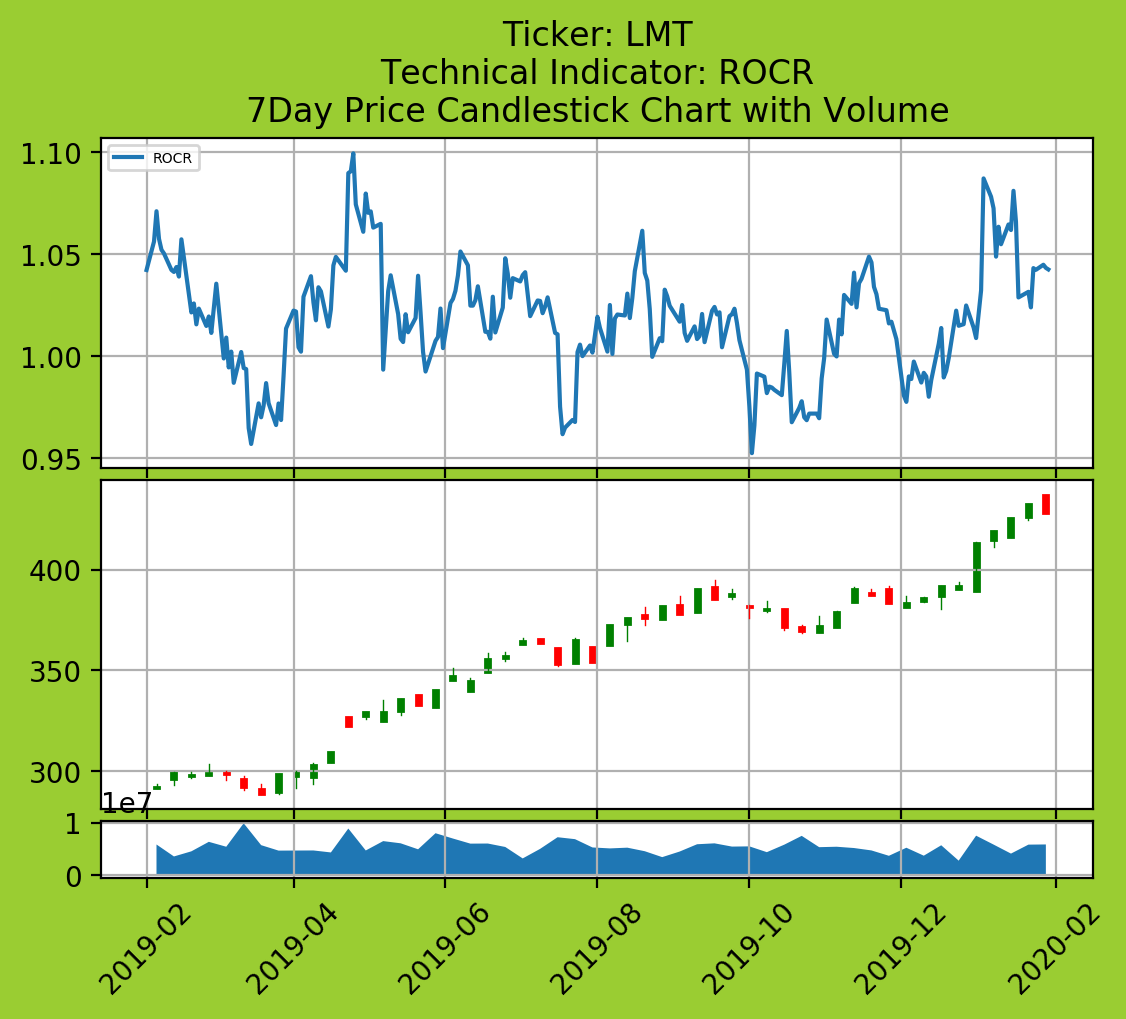 Ticker: LMT
Technical Indicator: ROCR
7Day Price Candlestick Chart with Volume
1.10
ROCR
1.05
1.00
0.95
400
350
300
1e7
1
0
2019-02 2019-04 2019-06 2019-08 2019-10 2019-12 2020-02